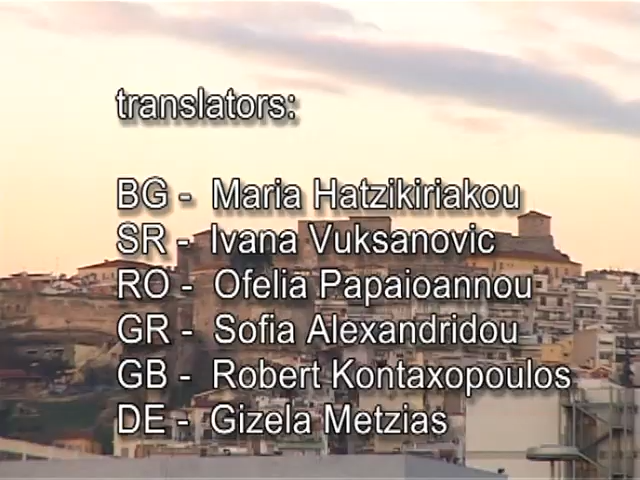 translators:
BG - Maria Hatzikiriakou
SR - Ivana Vuksanovic
RO - Ofelia Papaioannou
GR - Sofia Alexandridou
GB - Robert Kontaxopoulos
DE - Gizela Metzias